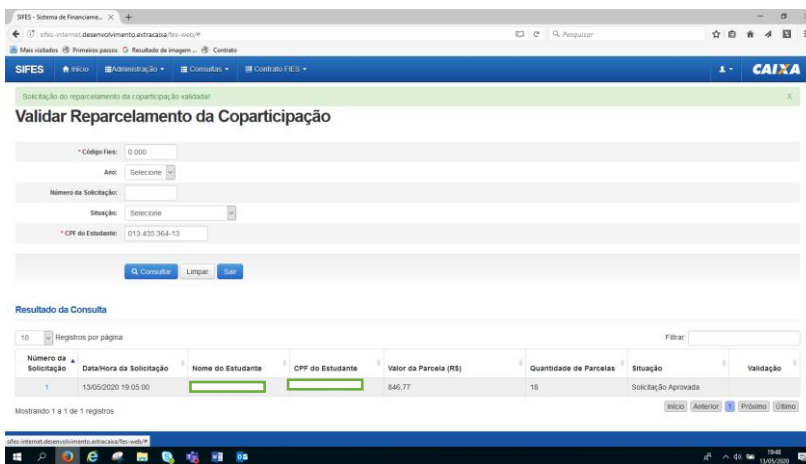 SIFES - Sistema de Financiame...
sifes-internet.desenvolvimento.extracaixa/fes-web/#
Pesquisar
Mais visitados Primeiros passos Resultado de imagem ... Contrato
SIFES Início Administração Consultas Contrato FIES CAIXA
Solicitação do reparcelamento da coparticipação validada! X
Validar Reparcelamento da Coparticipação
* Código Fies: 0.000
Ano: Selecione
Número da Solicitação:
Situação: Selecione
* CPF do Estudante: 013.435.364-13
Consultar Limpar Sair
Resultado da Consulta
10 Registros por página Filtrar:
Número da Solicitação Data/Hora da Solicitação Nome do Estudante CPF do Estudante Valor da Parcela (R$) Quantidade de Parcelas Situação Validação
1 13/05/2020 19:05:00 846,77 18 Solicitação Aprovada
Mostrando 1 a 1 de 1 registros Início Anterior 1 Próximo Último
sifes-internet.desenvolvimento.extracaixa/fes-web/#
19:48
13/05/2020